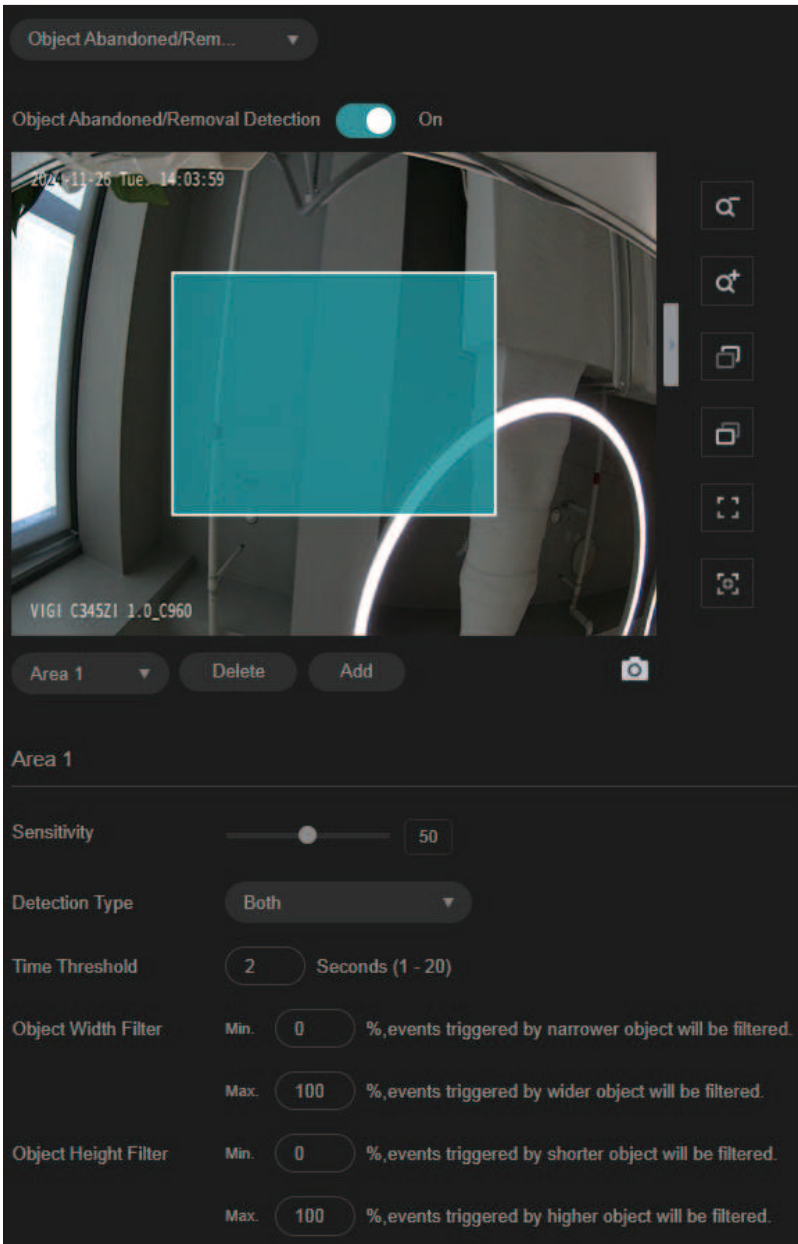 Object Abandoned/Rem...
Object Abandoned/Removal Detection On
2024-11-26 Tue. 14:03:59
VIGI C345ZI 1.0_C960
Area 1 Delete Add
Area 1
Sensitivity 50
Detection Type Both
Time Threshold 2 Seconds (1 - 20)
Object Width Filter Min. 0 %,events triggered by narrower object will be filtered.
Max. 100 %,events triggered by wider object will be filtered.
Object Height Filter Min. 0 %,events triggered by shorter object will be filtered.
Max. 100 %,events triggered by higher object will be filtered.